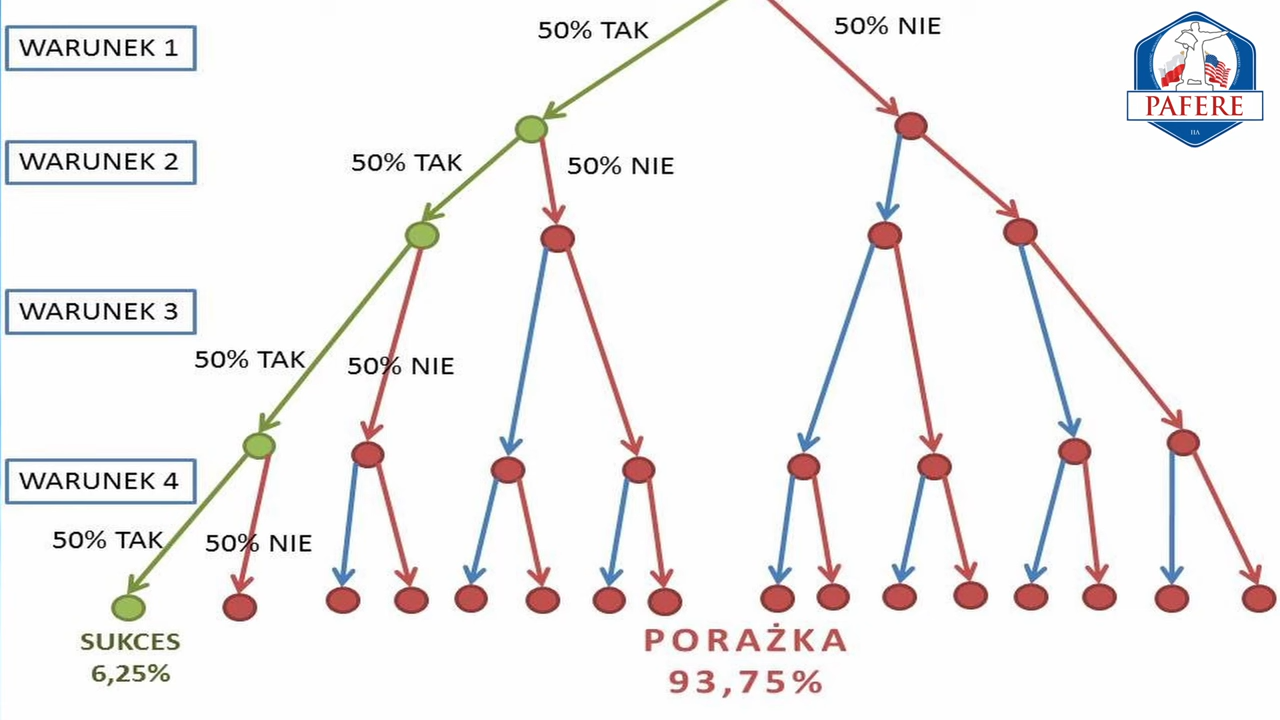 WARUNEK 1
50% TAK
50% NIE
PAFERE
WARUNEK 2
50% TAK
50% NIE
WARUNEK 3
50% TAK
50% NIE
WARUNEK 4
50% TAK
50% NIE
SUKCES
6,25%
PORAŻKA
93,75%